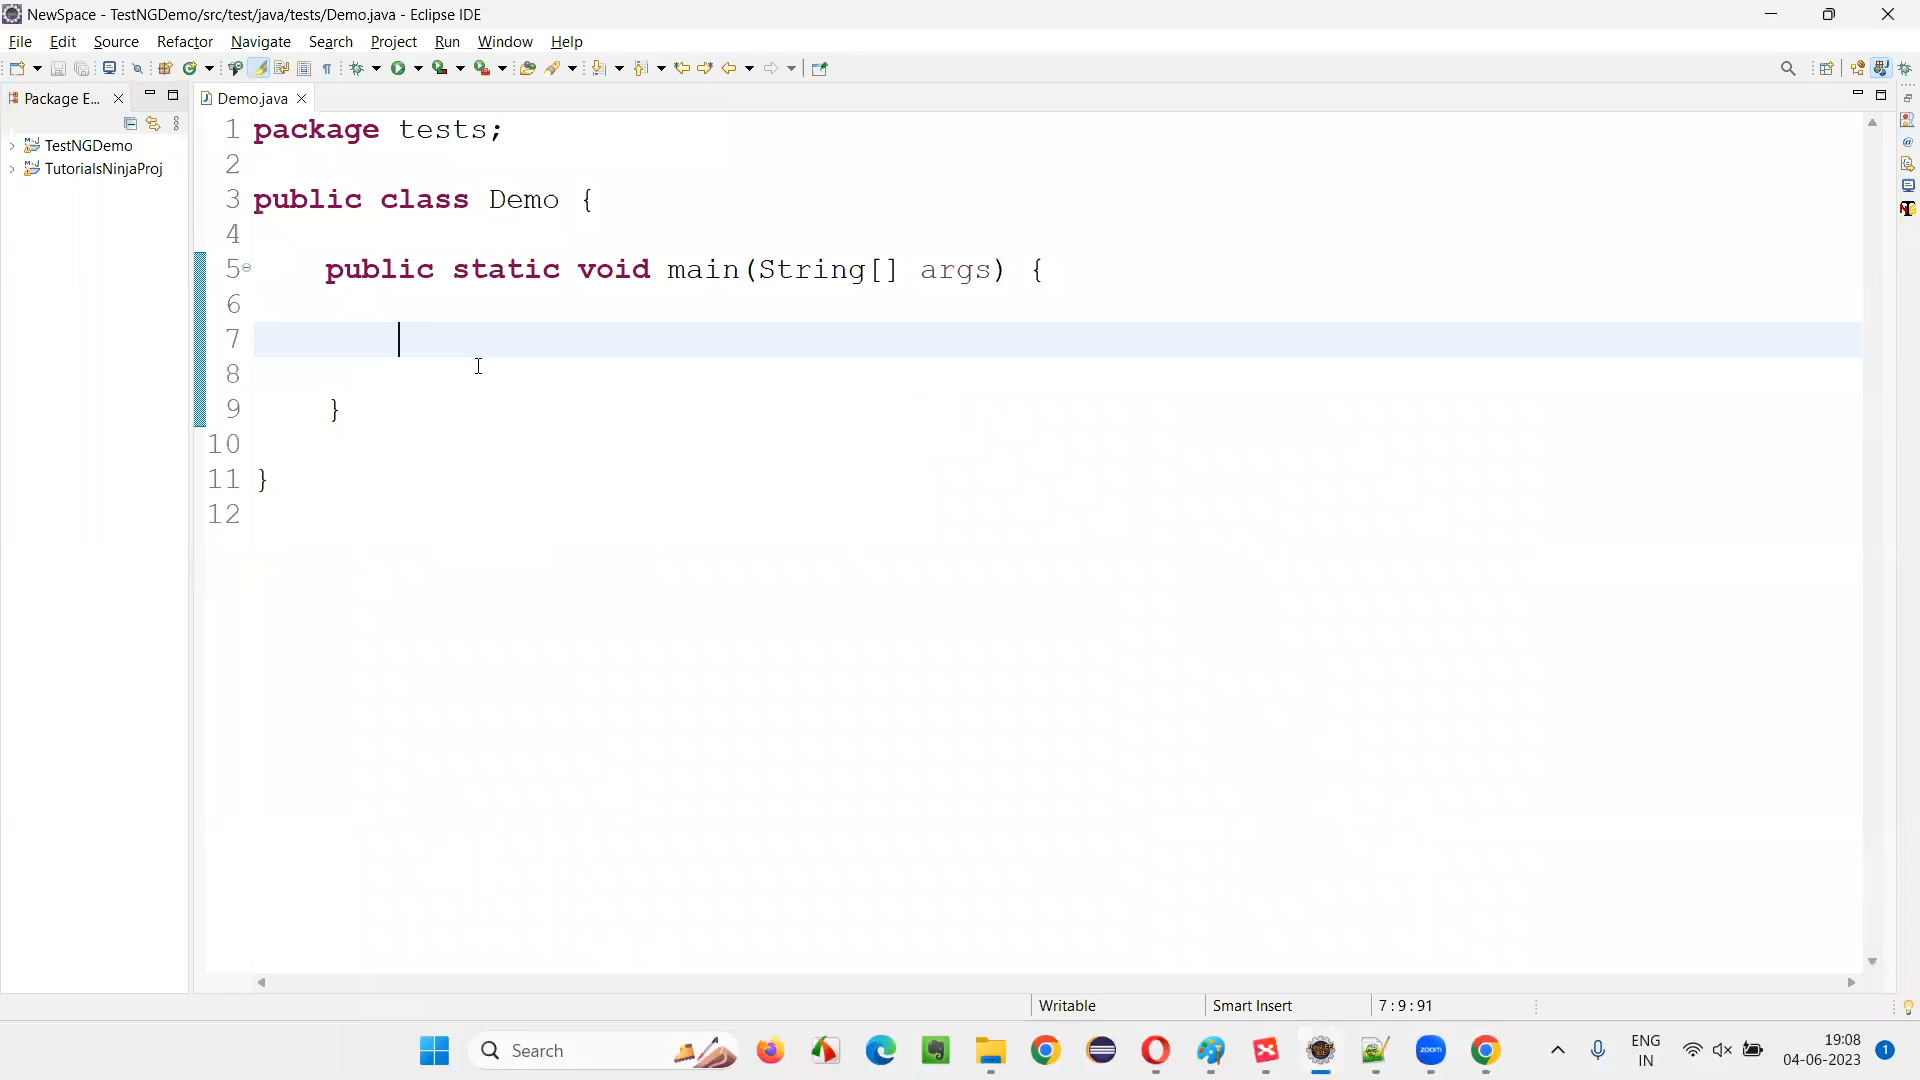 NewSpace - TestNGDemo/src/test/java/tests/Demo.java - Eclipse IDE
File Edit Source Refactor Navigate Search Project Run Window Help
Package E...
Demo.java
TestNGDemo
TutorialsNinjaProj
1 package tests;
2
3 public class Demo {
4
5 public static void main(String[] args) {
6
7
8
9 }
10
11 }
12
Writable Smart Insert 7 : 9 : 91
Search
zoom
ENG
IN
19:08
04-06-2023
1